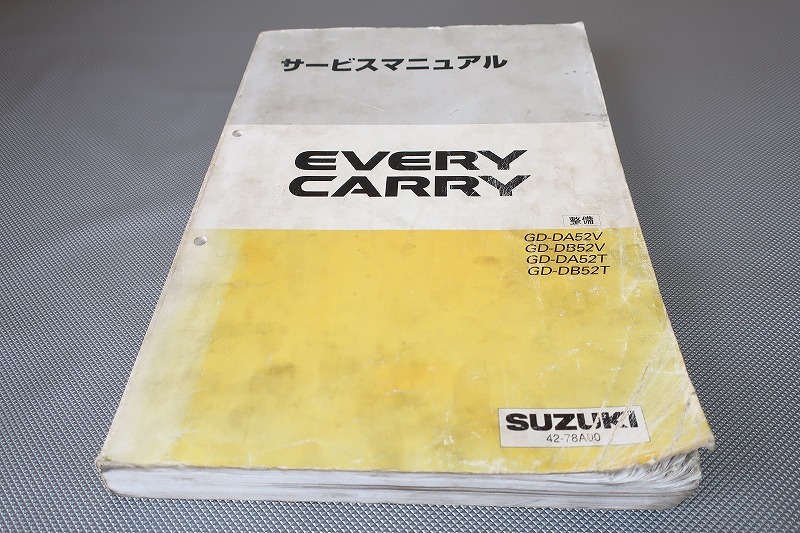 サービスマニュアル
EVERY
CARRY
整備
GD-DA52V
GD-DB52V
GD-DA52T
GD-DB52T
SUZUKI
42-78A00